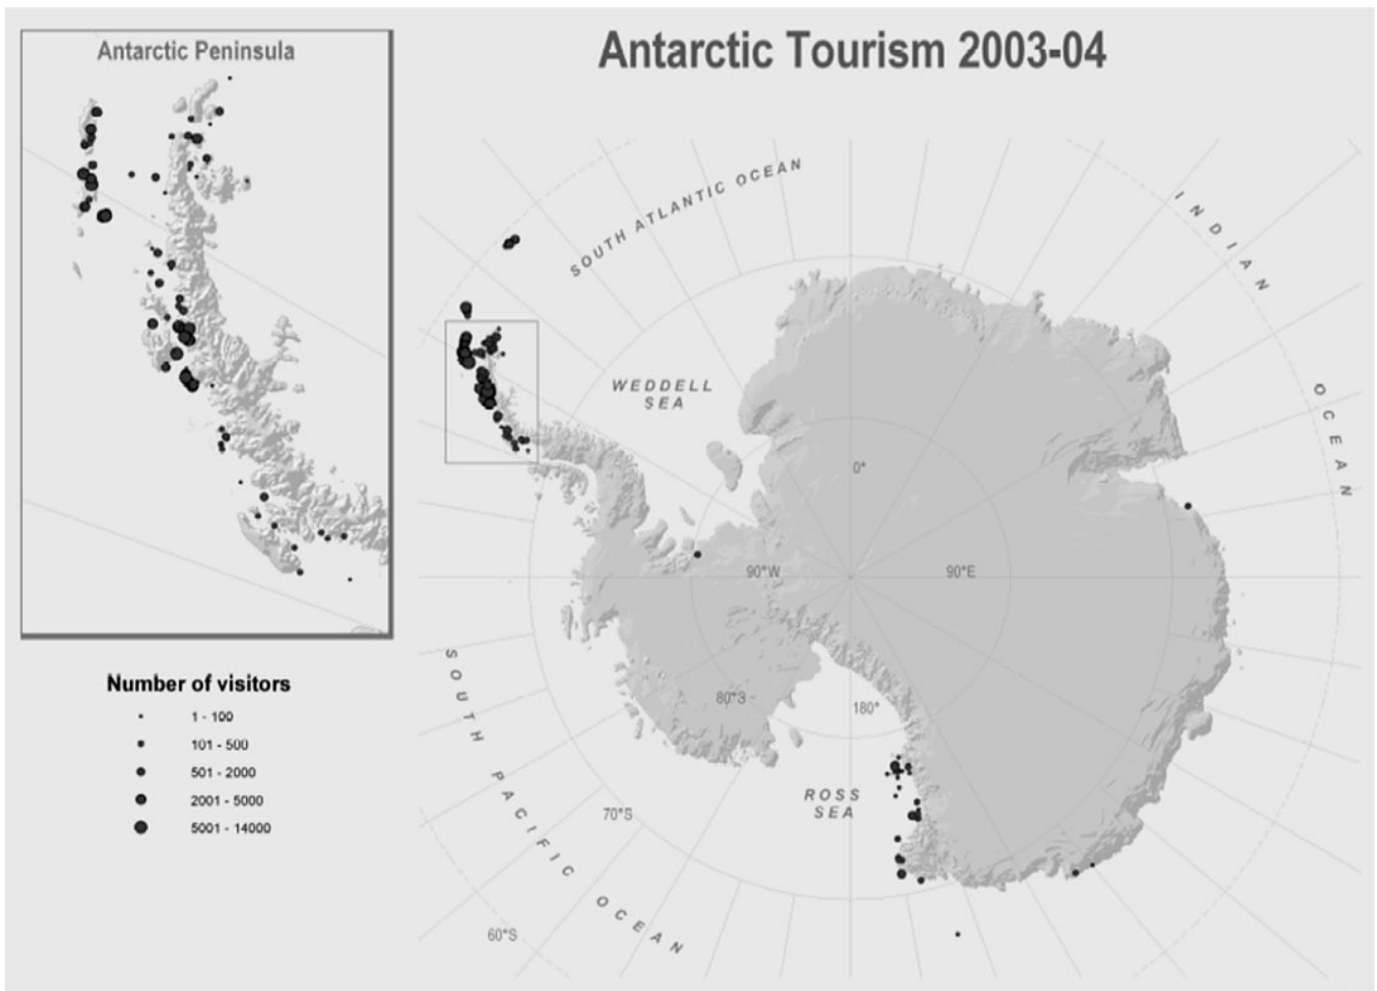 Antarctic Peninsula
Antarctic Tourism 2003-04
SOUTH ATLANTIC OCEAN
INDIAN
OCEAN
WEDDELL
SEA
0°
90°W
90°E
80°S
180°
ROSS
SEA
70°S
SOUTH PACIFIC OCEAN
60°S
Number of visitors
1 - 100
101 - 500
501 - 2000
2001 - 5000
5001 - 14000